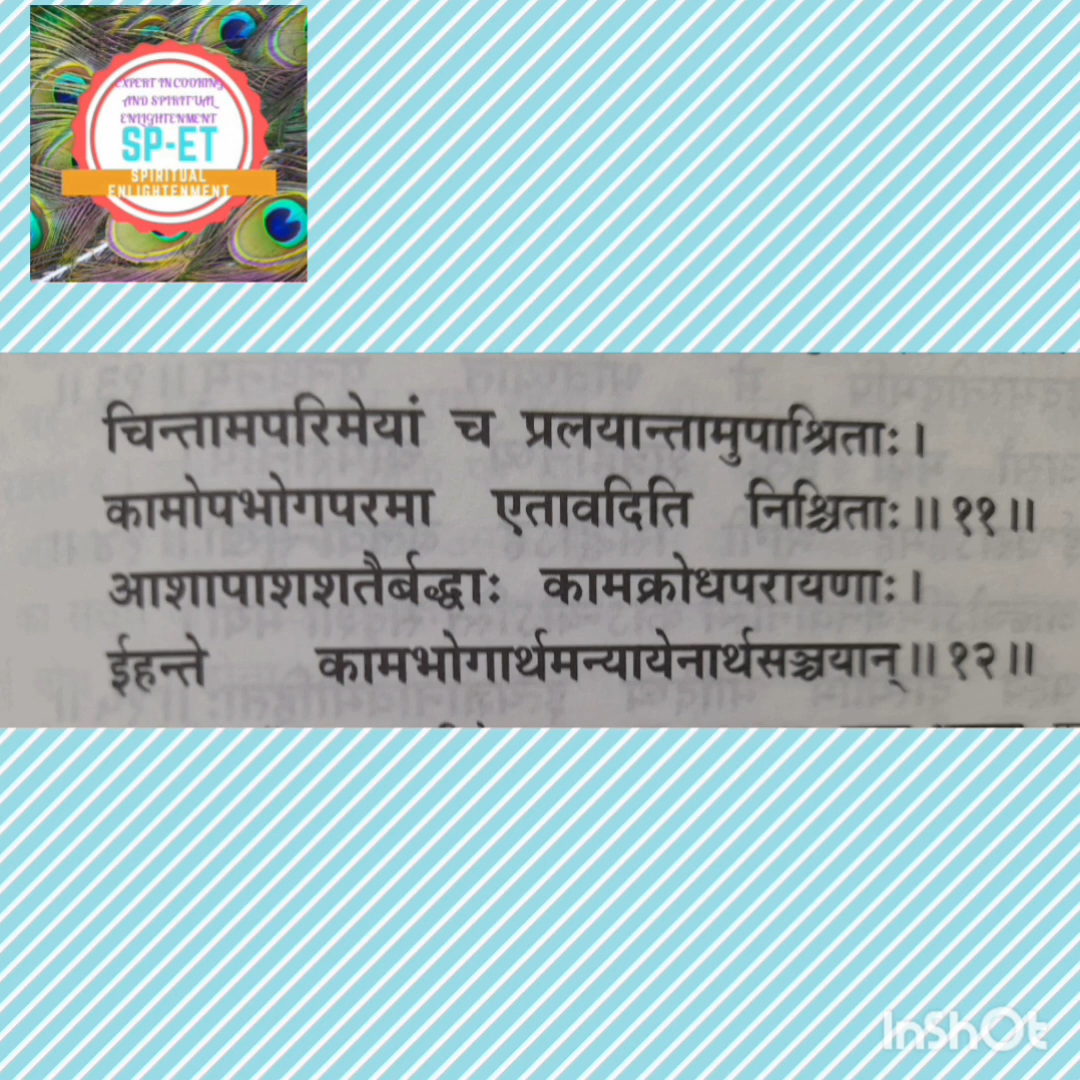 EXPERT IN COOKING
AND SPIRITUAL
ENLIGHTENMENT
SP-ET
SPIRITUAL
ENLIGHTENMENT
चिन्तामपरिमेयां च प्रलयान्तामुपाश्रिताः।
कामोपभोगपरमा एतावदिति निश्चिताः॥११॥
आशापाशशतैर्बद्धाः कामक्रोधपरायणाः।
ईहन्ते कामभोगार्थमन्यायेनार्थसञ्चयान्॥१२॥
InShOt